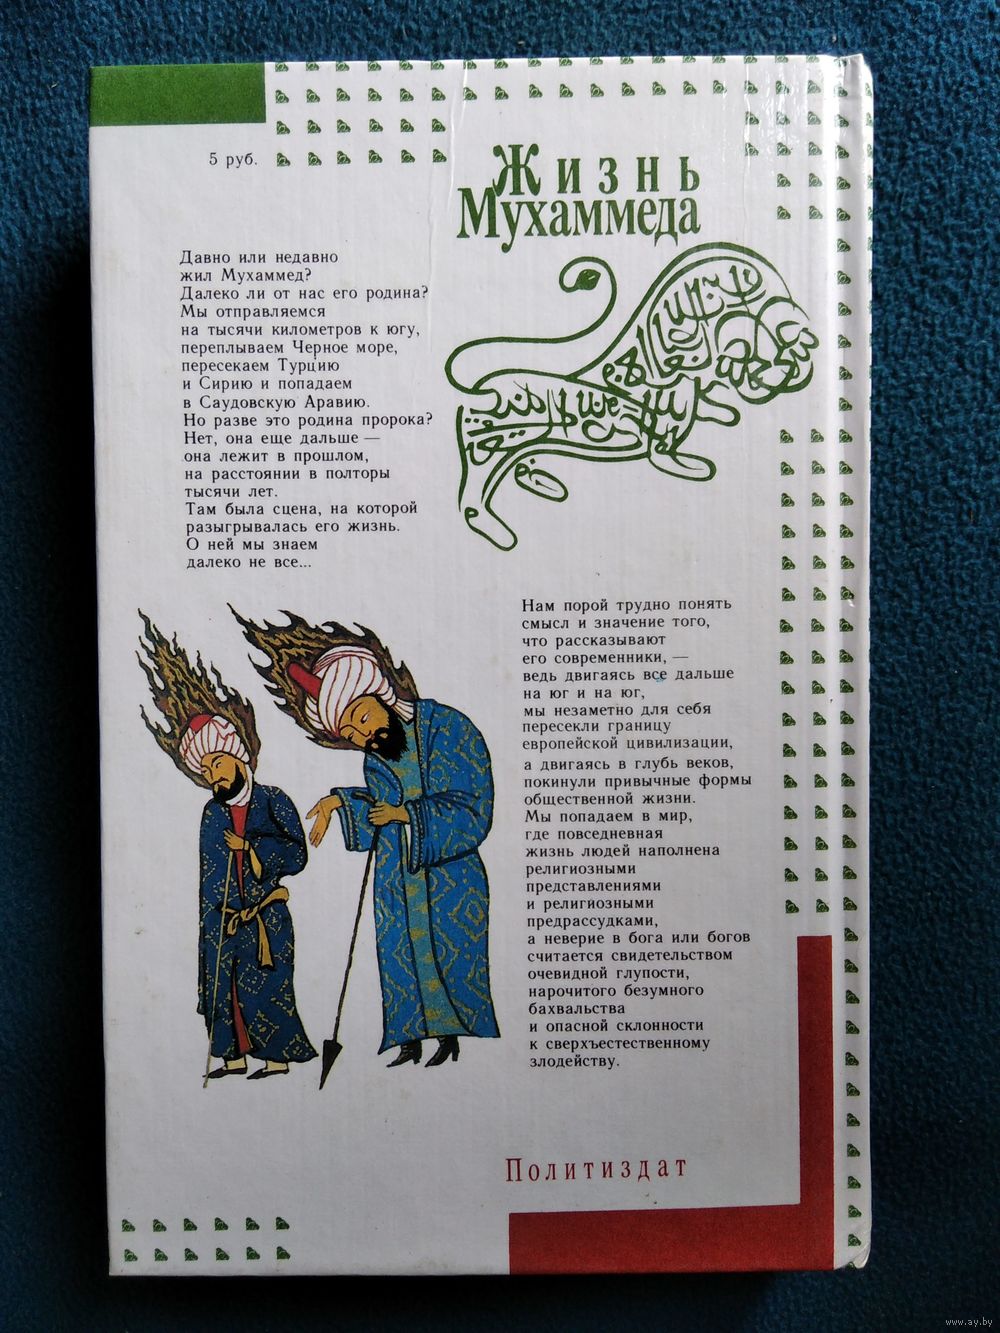 5 руб.
Жизнь
Мухаммеда
Давно или недавно
жил Мухаммед?
Далеко ли от нас его родина?
Мы отправляемся
на тысячи километров к югу,
переплываем Черное море,
пересекаем Турцию
и Сирию и попадаем
в Саудовскую Аравию.
Но разве это родина пророка?
Нет, она еще дальше —
она лежит в прошлом,
на расстоянии в полторы
тысячи лет.
Там была сцена, на которой
разыгрывалась его жизнь.
О ней мы знаем
далеко не все...
Нам порой трудно понять
смысл и значение того,
что рассказывают
его современники, —
ведь двигаясь все дальше
на юг и на юг,
мы незаметно для себя
пересекли границу
европейской цивилизации,
а двигаясь в глубь веков,
покинули привычные формы
общественной жизни.
Мы попадаем в мир,
где повседневная
жизнь людей наполнена
религиозными
представлениями
и религиозными
предрассудками,
а неверие в бога или богов
считается свидетельством
очевидной глупости,
нарочитого безумного
бахвальства
и опасной склонности
к сверхъестественному
злодейству.
Политиздат
www.ay.by